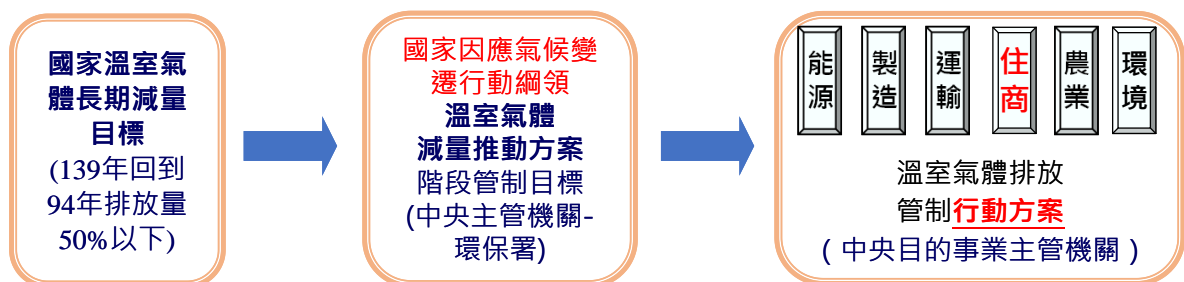 國家溫室氣
體長期減量
目標
(139年回到
94年排放量
50%以下)
國家因應氣候變
遷行動綱領
溫室氣體
減量推動方案
階段管制目標
(中央主管機關-
環保署)
能源
製造
運輸
住商
農業
環境
溫室氣體排放
管制行動方案
(中央目的事業主管機關)